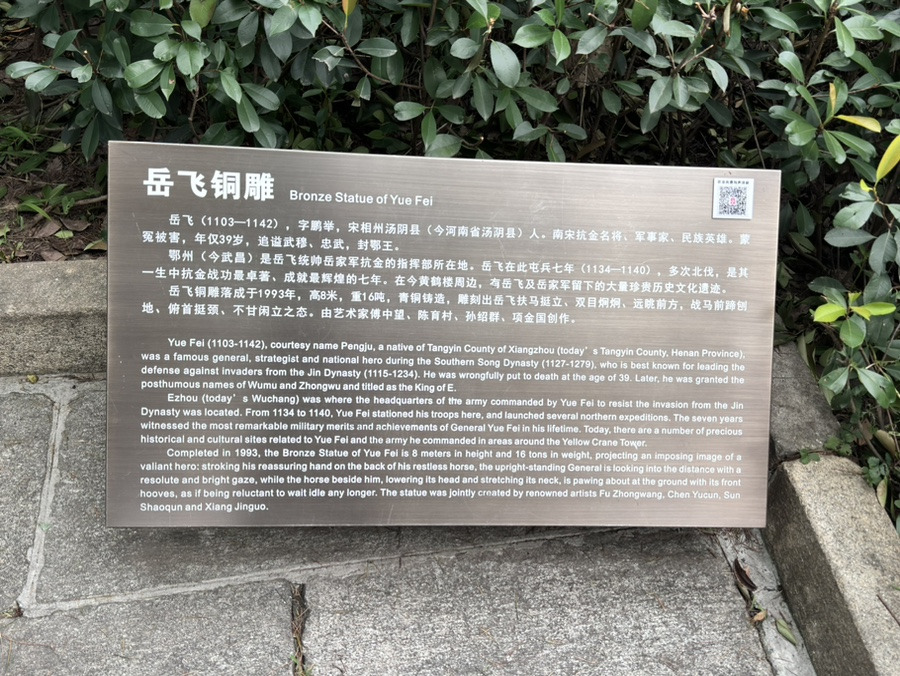 岳飞铜雕 Bronze Statue of Yue Fei
岳飞（1103—1142），字鹏举，宋相州汤阴县（今河南省汤阴县）人。南宋抗金名将、军事家、民族英雄。蒙
冤被害，年仅39岁，追谥武穆、忠武，封鄂王。
鄂州（今武昌）是岳飞统帅岳家军抗金的指挥部所在地。岳飞在此屯兵七年（1134—1140），多次北伐，是其
一生中抗金战功最卓著、成就最辉煌的七年。在今黄鹤楼周边，有岳飞及岳家军留下的大量珍贵历史文化遗迹。
岳飞铜雕落成于1993年，高8米，重16吨，青铜铸造，雕刻出岳飞扶马挺立、双目炯炯、远眺前方，战马前蹄刨
地、俯首挺颈、不甘闲立之态。由艺术家傅中望、陈育村、孙绍群、项金国创作。
Yue Fei (1103-1142), courtesy name Pengju, a native of Tangyin County of Xiangzhou (today's Tangyin County, Henan Province),
was a famous general, strategist and national hero during the Southern Song Dynasty (1127-1279), who is best known for leading the
defense against invaders from the Jin Dynasty (1115-1234). He was wrongfully put to death at the age of 39. Later, he was granted the
posthumous names of Wumu and Zhongwu and titled as the King of E.
Ezhou (today's Wuchang) was where the headquarters of the army commanded by Yue Fei to resist the invasion from the Jin
Dynasty was located. From 1134 to 1140, Yue Fei stationed his troops here, and launched several northern expeditions. The seven years
witnessed the most remarkable military merits and achievements of General Yue Fei in his lifetime. Today, there are a number of precious
historical and cultural sites related to Yue Fei and the army he commanded in areas around the Yellow Crane Tower.
Completed in 1993, the Bronze Statue of Yue Fei is 8 meters in height and 16 tons in weight, projecting an imposing image of a
valiant hero: stroking his reassuring hand on the back of his restless horse, the upright-standing General is looking into the distance with a
resolute and bright gaze, while the horse beside him, lowering its head and stretching its neck, is pawing about at the ground with its front
hooves, as if being reluctant to wait idle any longer. The statue was jointly created by renowned artists Fu Zhongwang, Chen Yucun, Sun
Shaoqun and Xiang Jinguo.